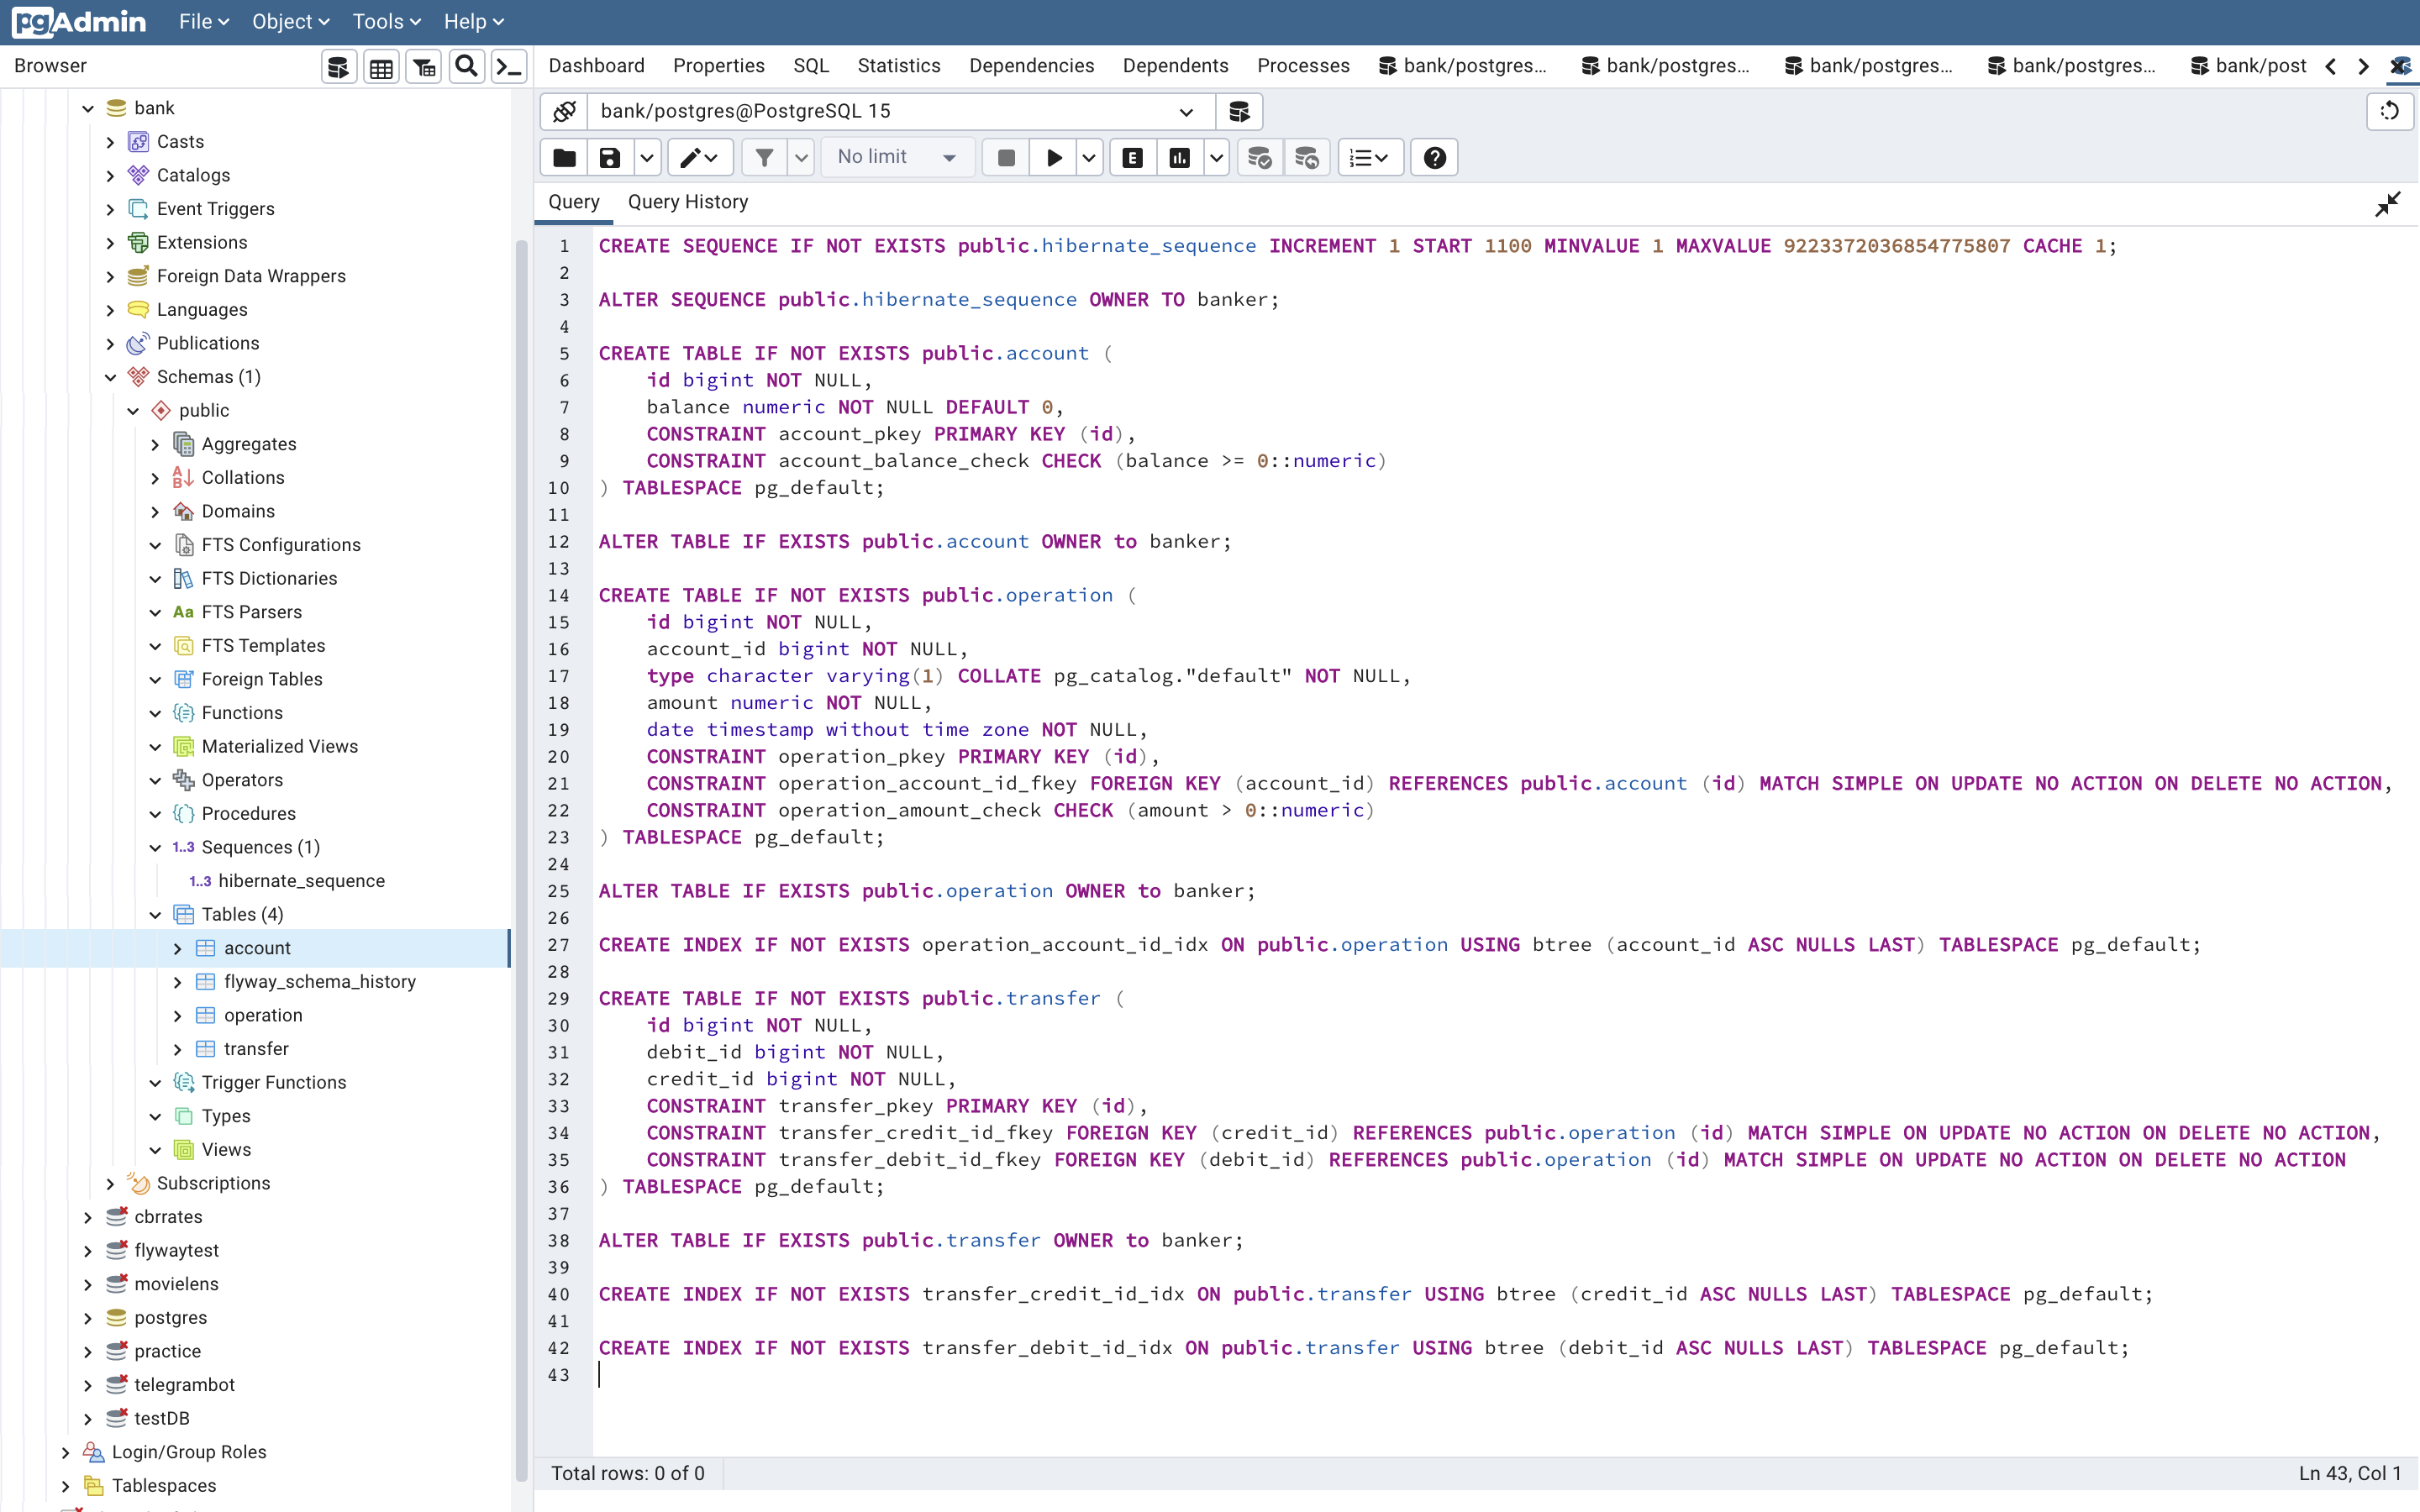 pgAdmin File Object Tools Help
Browser
Dashboard Properties SQL Statistics Dependencies Dependents Processes bank/postgres... bank/postgres... bank/postgres... bank/postgres... bank/post
bank
Casts
Catalogs
Event Triggers
Extensions
Foreign Data Wrappers
Languages
Publications
Schemas (1)
public
Aggregates
Collations
Domains
FTS Configurations
FTS Dictionaries
Aa FTS Parsers
FTS Templates
Foreign Tables
Functions
Materialized Views
Operators
Procedures
1..3 Sequences (1)
1..3 hibernate_sequence
Tables (4)
account
flyway_schema_history
operation
transfer
Trigger Functions
Types
Views
Subscriptions
cbrrates
flywaytest
movielens
postgres
practice
telegrambot
testDB
Login/Group Roles
Tablespaces
bank/postgres@PostgreSQL 15
No limit
E
Query Query History
1 CREATE SEQUENCE IF NOT EXISTS public.hibernate_sequence INCREMENT 1 START 1100 MINVALUE 1 MAXVALUE 9223372036854775807 CACHE 1;
2
3 ALTER SEQUENCE public.hibernate_sequence OWNER TO banker;
4
5 CREATE TABLE IF NOT EXISTS public.account (
6 id bigint NOT NULL,
7 balance numeric NOT NULL DEFAULT 0,
8 CONSTRAINT account_pkey PRIMARY KEY (id),
9 CONSTRAINT account_balance_check CHECK (balance >= 0::numeric)
10 ) TABLESPACE pg_default;
11
12 ALTER TABLE IF EXISTS public.account OWNER to banker;
13
14 CREATE TABLE IF NOT EXISTS public.operation (
15 id bigint NOT NULL,
16 account_id bigint NOT NULL,
17 type character varying(1) COLLATE pg_catalog."default" NOT NULL,
18 amount numeric NOT NULL,
19 date timestamp without time zone NOT NULL,
20 CONSTRAINT operation_pkey PRIMARY KEY (id),
21 CONSTRAINT operation_account_id_fkey FOREIGN KEY (account_id) REFERENCES public.account (id) MATCH SIMPLE ON UPDATE NO ACTION ON DELETE NO ACTION,
22 CONSTRAINT operation_amount_check CHECK (amount > 0::numeric)
23 ) TABLESPACE pg_default;
24
25 ALTER TABLE IF EXISTS public.operation OWNER to banker;
26
27 CREATE INDEX IF NOT EXISTS operation_account_id_idx ON public.operation USING btree (account_id ASC NULLS LAST) TABLESPACE pg_default;
28
29 CREATE TABLE IF NOT EXISTS public.transfer (
30 id bigint NOT NULL,
31 debit_id bigint NOT NULL,
32 credit_id bigint NOT NULL,
33 CONSTRAINT transfer_pkey PRIMARY KEY (id),
34 CONSTRAINT transfer_credit_id_fkey FOREIGN KEY (credit_id) REFERENCES public.operation (id) MATCH SIMPLE ON UPDATE NO ACTION ON DELETE NO ACTION,
35 CONSTRAINT transfer_debit_id_fkey FOREIGN KEY (debit_id) REFERENCES public.operation (id) MATCH SIMPLE ON UPDATE NO ACTION ON DELETE NO ACTION
36 ) TABLESPACE pg_default;
37
38 ALTER TABLE IF EXISTS public.transfer OWNER to banker;
39
40 CREATE INDEX IF NOT EXISTS transfer_credit_id_idx ON public.transfer USING btree (credit_id ASC NULLS LAST) TABLESPACE pg_default;
41
42 CREATE INDEX IF NOT EXISTS transfer_debit_id_idx ON public.transfer USING btree (debit_id ASC NULLS LAST) TABLESPACE pg_default;
43
Total rows: 0 of 0 Ln 43, Col 1